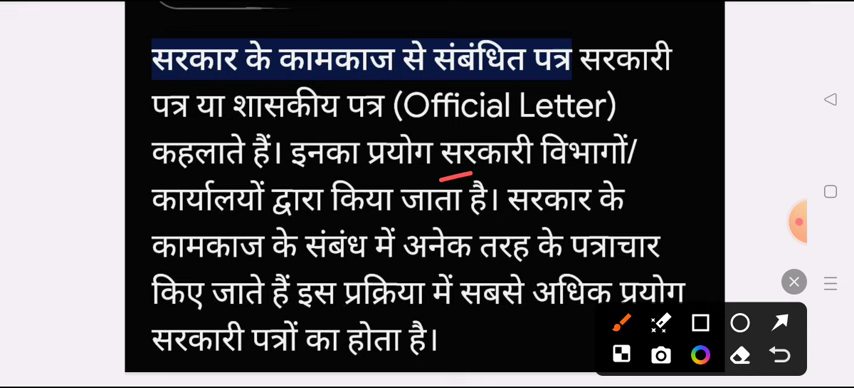 सरकार के कामकाज से संबंधित पत्र सरकारी
पत्र या शासकीय पत्र (Official Letter)
कहलाते हैं। इनका प्रयोग सरकारी विभागों/
कार्यालयों द्वारा किया जाता है। सरकार के
कामकाज के संबंध में अनेक तरह के पत्राचार
किए जाते हैं इस प्रक्रिया में सबसे अधिक प्रयोग
सरकारी पत्रों का होता है।